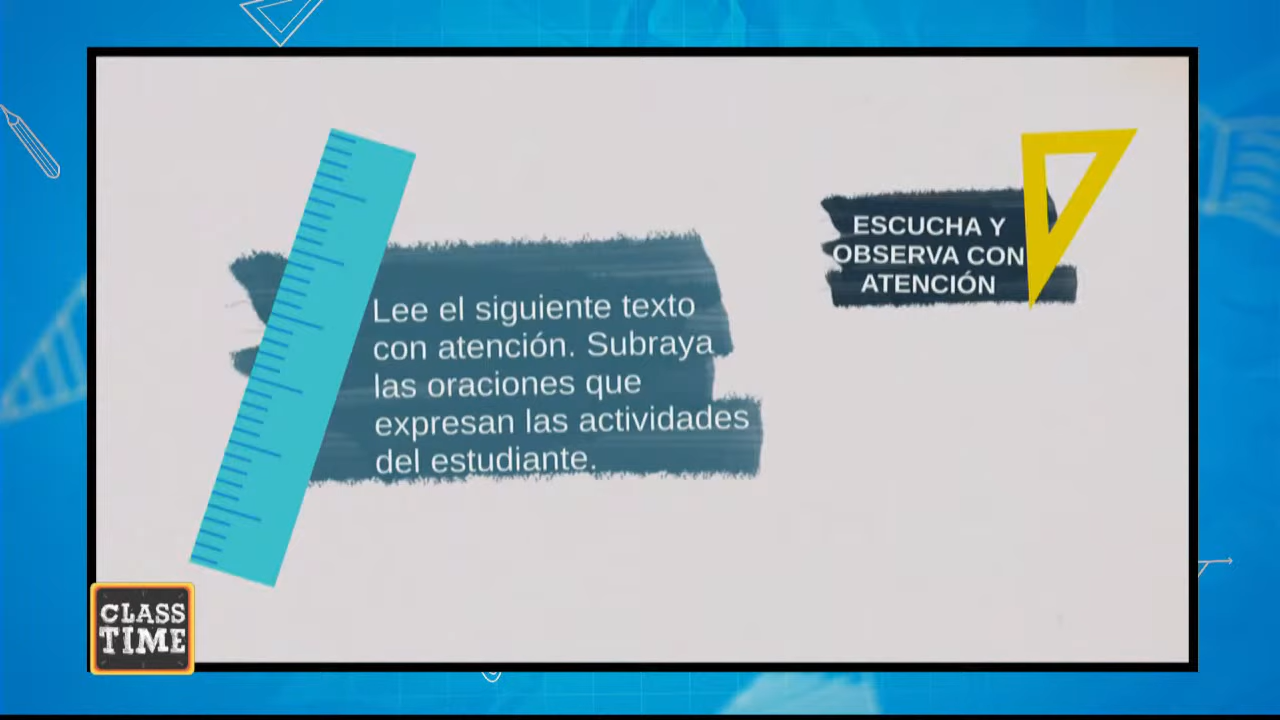 Lee el siguiente texto
con atención. Subraya
las oraciones que
expresan las actividades
del estudiante.
ESCUCHA Y
OBSERVA CON
ATENCIÓN
CLASS
TIME